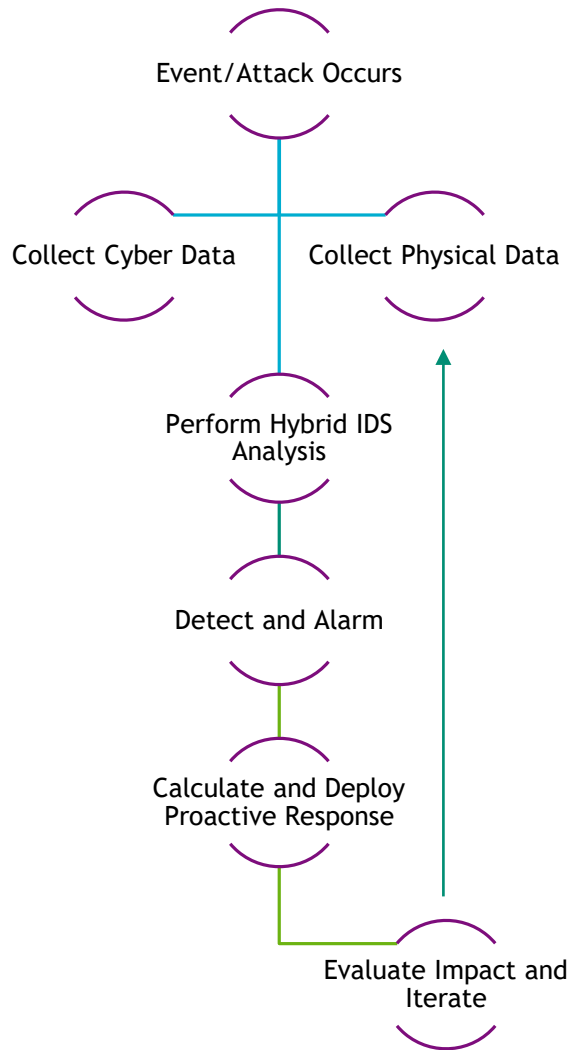 Event/Attack Occurs
Collect Cyber Data
Collect Physical Data
Perform Hybrid IDS
Analysis
Detect and Alarm
Calculate and Deploy
Proactive Response
Evaluate Impact and
Iterate